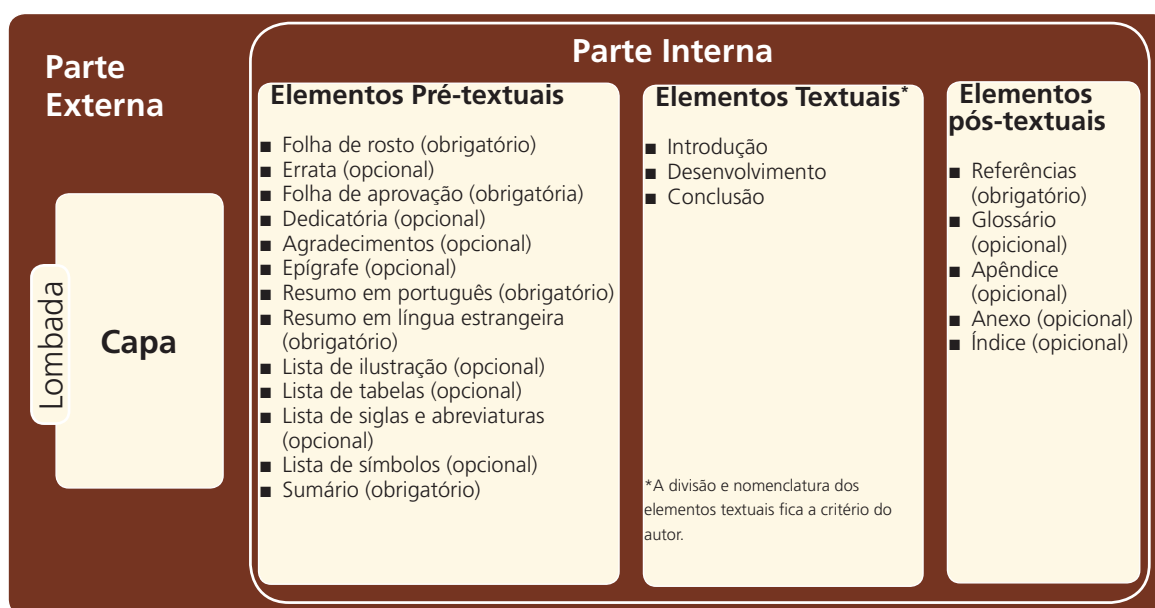 Parte
Externa
Lombada
Capa
Parte Interna
Elementos Pré-textuais
■ Folha de rosto (obrigatório)
■ Errata (opcional)
■ Folha de aprovação (obrigatória)
■ Dedicatória (opcional)
■ Agradecimentos (opcional)
■ Epígrafe (opcional)
■ Resumo em português (obrigatório)
■ Resumo em língua estrangeira
(obrigatório)
■ Lista de ilustração (opcional)
■ Lista de tabelas (opcional)
■ Lista de siglas e abreviaturas
(opcional)
■ Lista de símbolos (opcional)
■ Sumário (obrigatório)
Elementos Textuais*
■ Introdução
■ Desenvolvimento
■ Conclusão
*A divisão e nomenclatura dos
elementos textuais fica a critério do
autor.
Elementos
pós-textuais
■ Referências
(obrigatório)
■ Glossário
(opicional)
■ Apêndice
(opicional)
■ Anexo (opicional)
■ Índice (opicional)